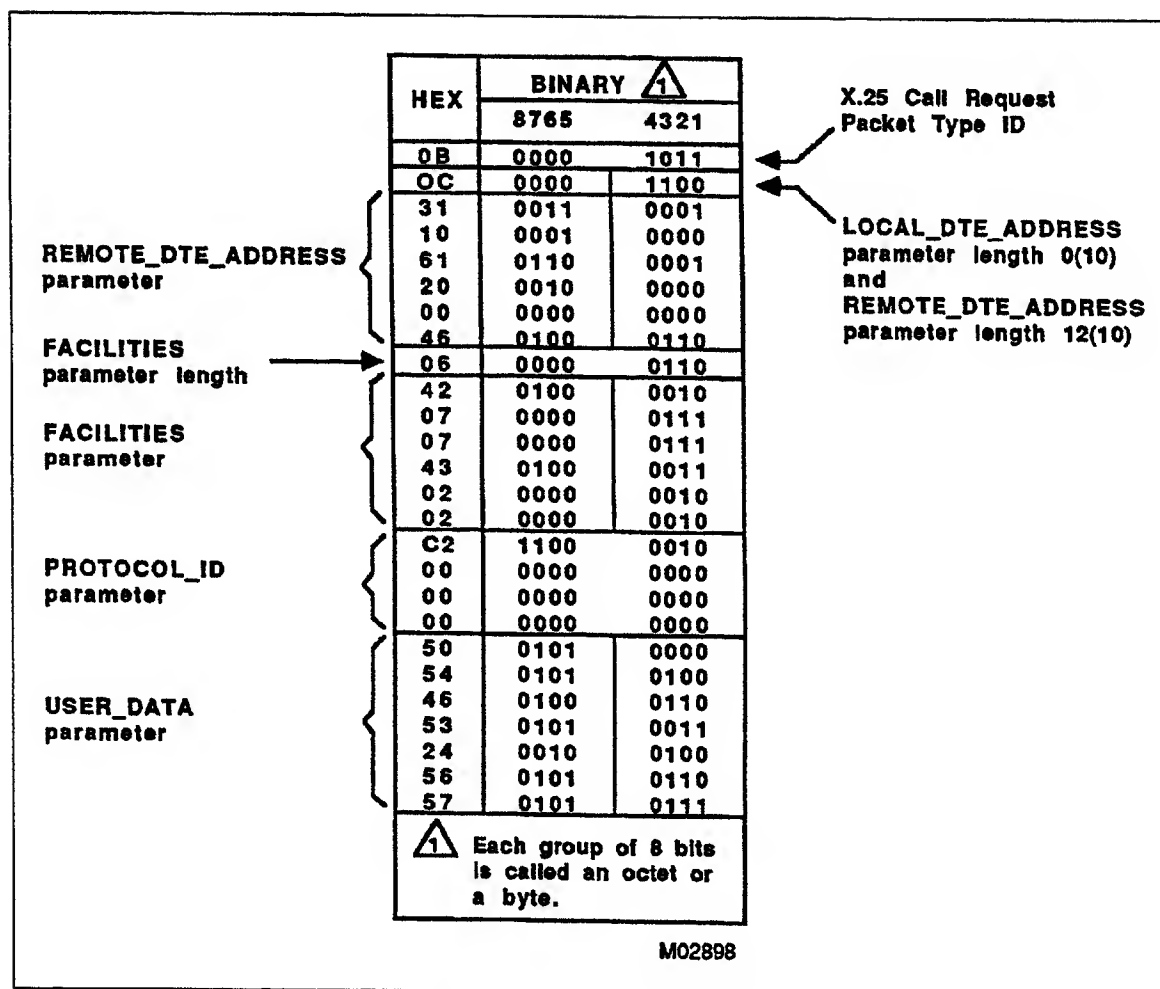 HEX BINARY 1
8765 4321
0B 0000 1011
OC 0000 1100
31 0011 0001
10 0001 0000
61 0110 0001
20 0010 0000
00 0000 0000
46 0100 0110
06 0000 0110
42 0100 0010
07 0000 0111
07 0000 0111
43 0100 0011
02 0000 0010
02 0000 0010
C2 1100 0010
00 0000 0000
00 0000 0000
00 0000 0000
50 0101 0000
54 0101 0100
46 0100 0110
53 0101 0011
24 0010 0100
56 0101 0110
57 0101 0111
1 Each group of 8 bits
is called an octet or
a byte.
REMOTE_DTE_ADDRESS
parameter
FACILITIES
parameter length
FACILITIES
parameter
PROTOCOL_ID
parameter
USER_DATA
parameter
X.25 Call Request
Packet Type ID
LOCAL_DTE_ADDRESS
parameter length 0(10)
and
REMOTE_DTE_ADDRESS
parameter length 12(10)
M02898